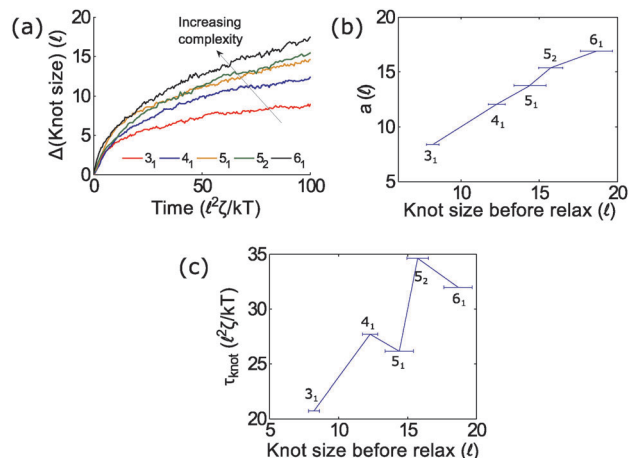 (a)
Increasing
complexity
20
15
10
5
0
0
50
100
Δ(Knot size) (ℓ)
3₁ 4₁ 5₁ 5₂ 6₁
Time (ℓ²ζ/kT)
(b)
20
15
10
5
a (ℓ)
3₁
4₁
5₁
5₂
6₁
10
15
20
Knot size before relax (ℓ)
(c)
35
30
25
20
τknot (ℓ²ζ/kT)
3₁
4₁
5₁
5₂
6₁
5
10
15
20
Knot size before relax (ℓ)